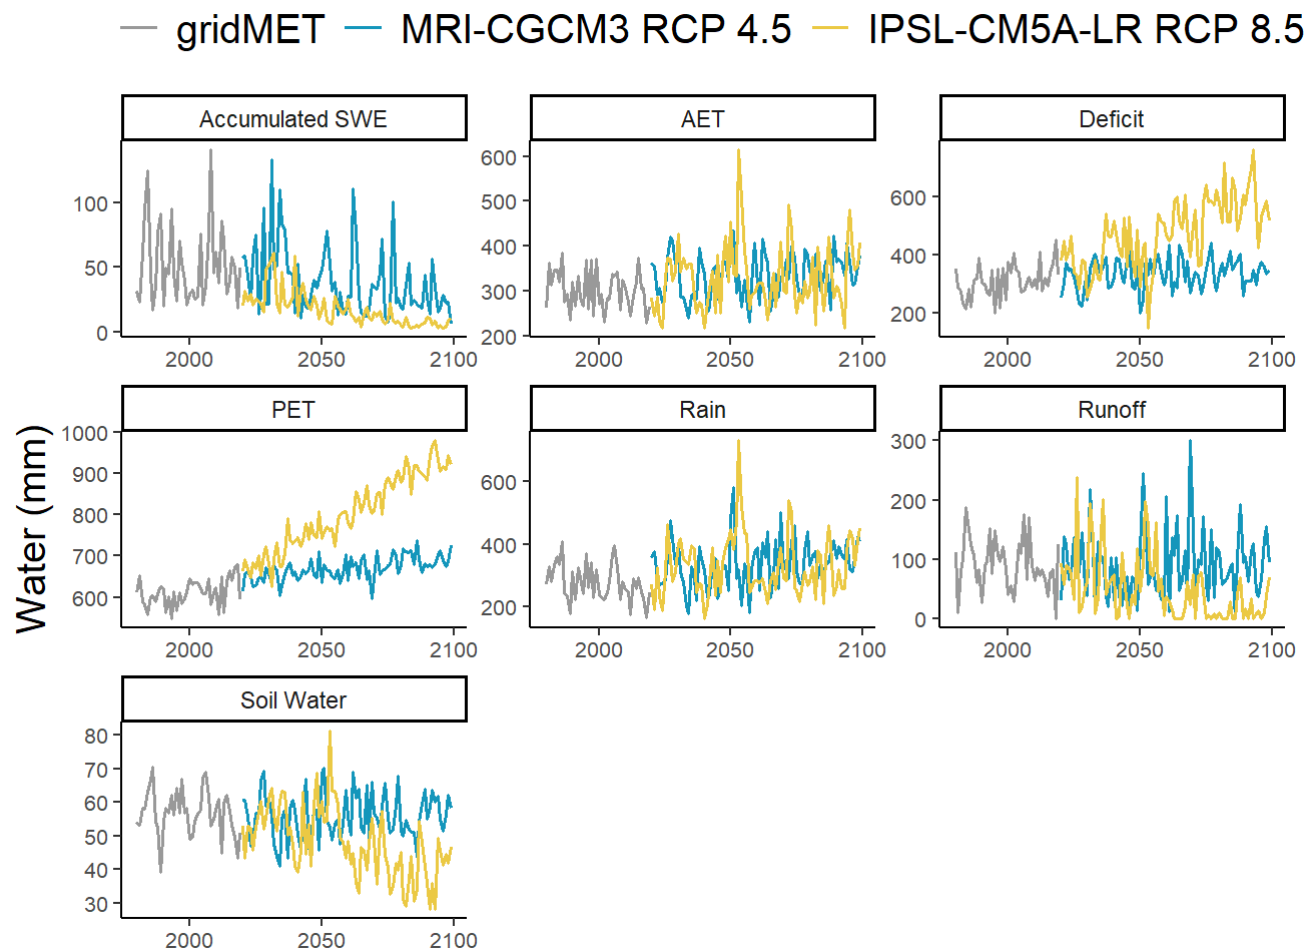 gridMET MRI-CGCM3 RCP 4.5 IPSL-CM5A-LR RCP 8.5
Water (mm)
Accumulated SWE
100
50
0
2000 2050 2100
AET
600
500
400
300
200
2000 2050 2100
Deficit
600
400
200
2000 2050 2100
PET
1000
900
800
700
600
2000 2050 2100
Rain
600
400
200
2000 2050 2100
Runoff
300
200
100
0
2000 2050 2100
Soil Water
80
70
60
50
40
30
2000 2050 2100